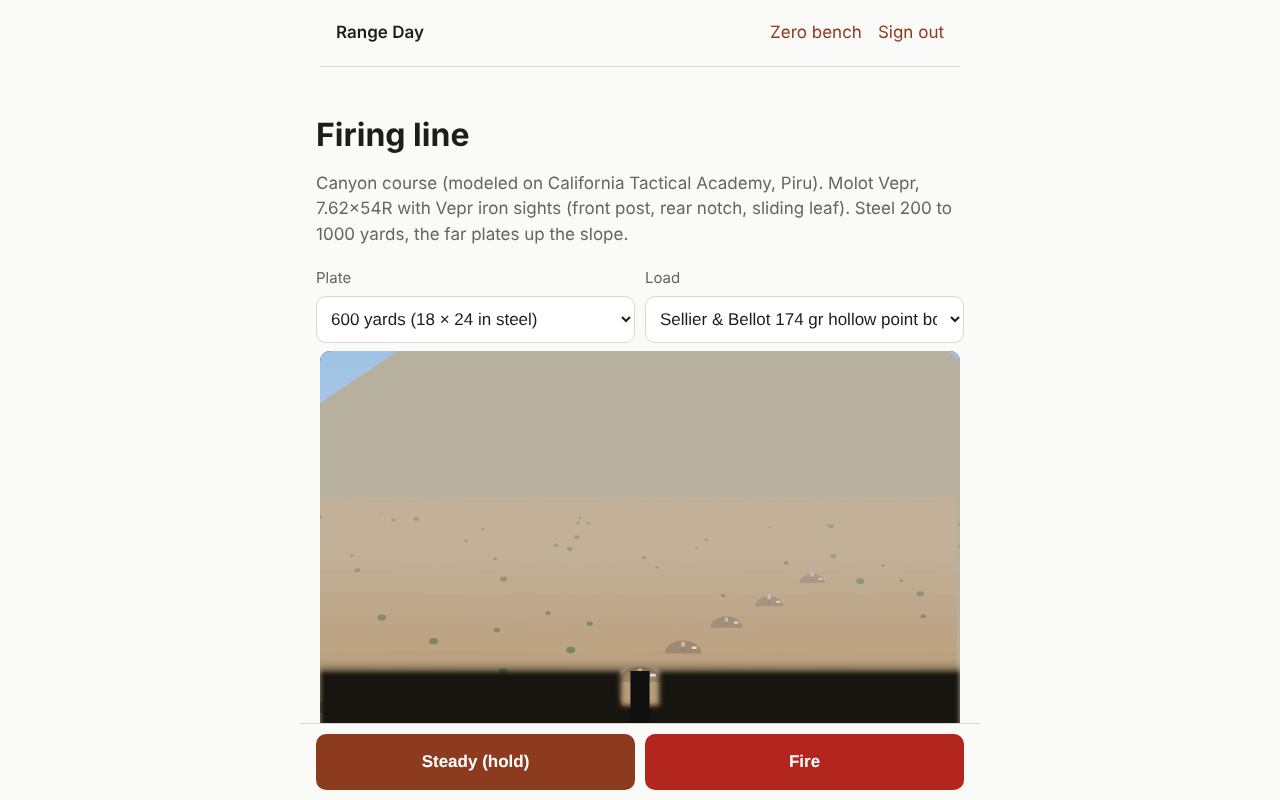 Range Day
Zero bench
Sign out
Firing line
Canyon course (modeled on California Tactical Academy, Piru). Molot Vepr,
7.62×54R with Vepr iron sights (front post, rear notch, sliding leaf). Steel 200 to
1000 yards, the far plates up the slope.
Plate
Load
600 yards (18 × 24 in steel)
Sellier & Bellot 174 gr hollow point
Steady (hold)
Fire